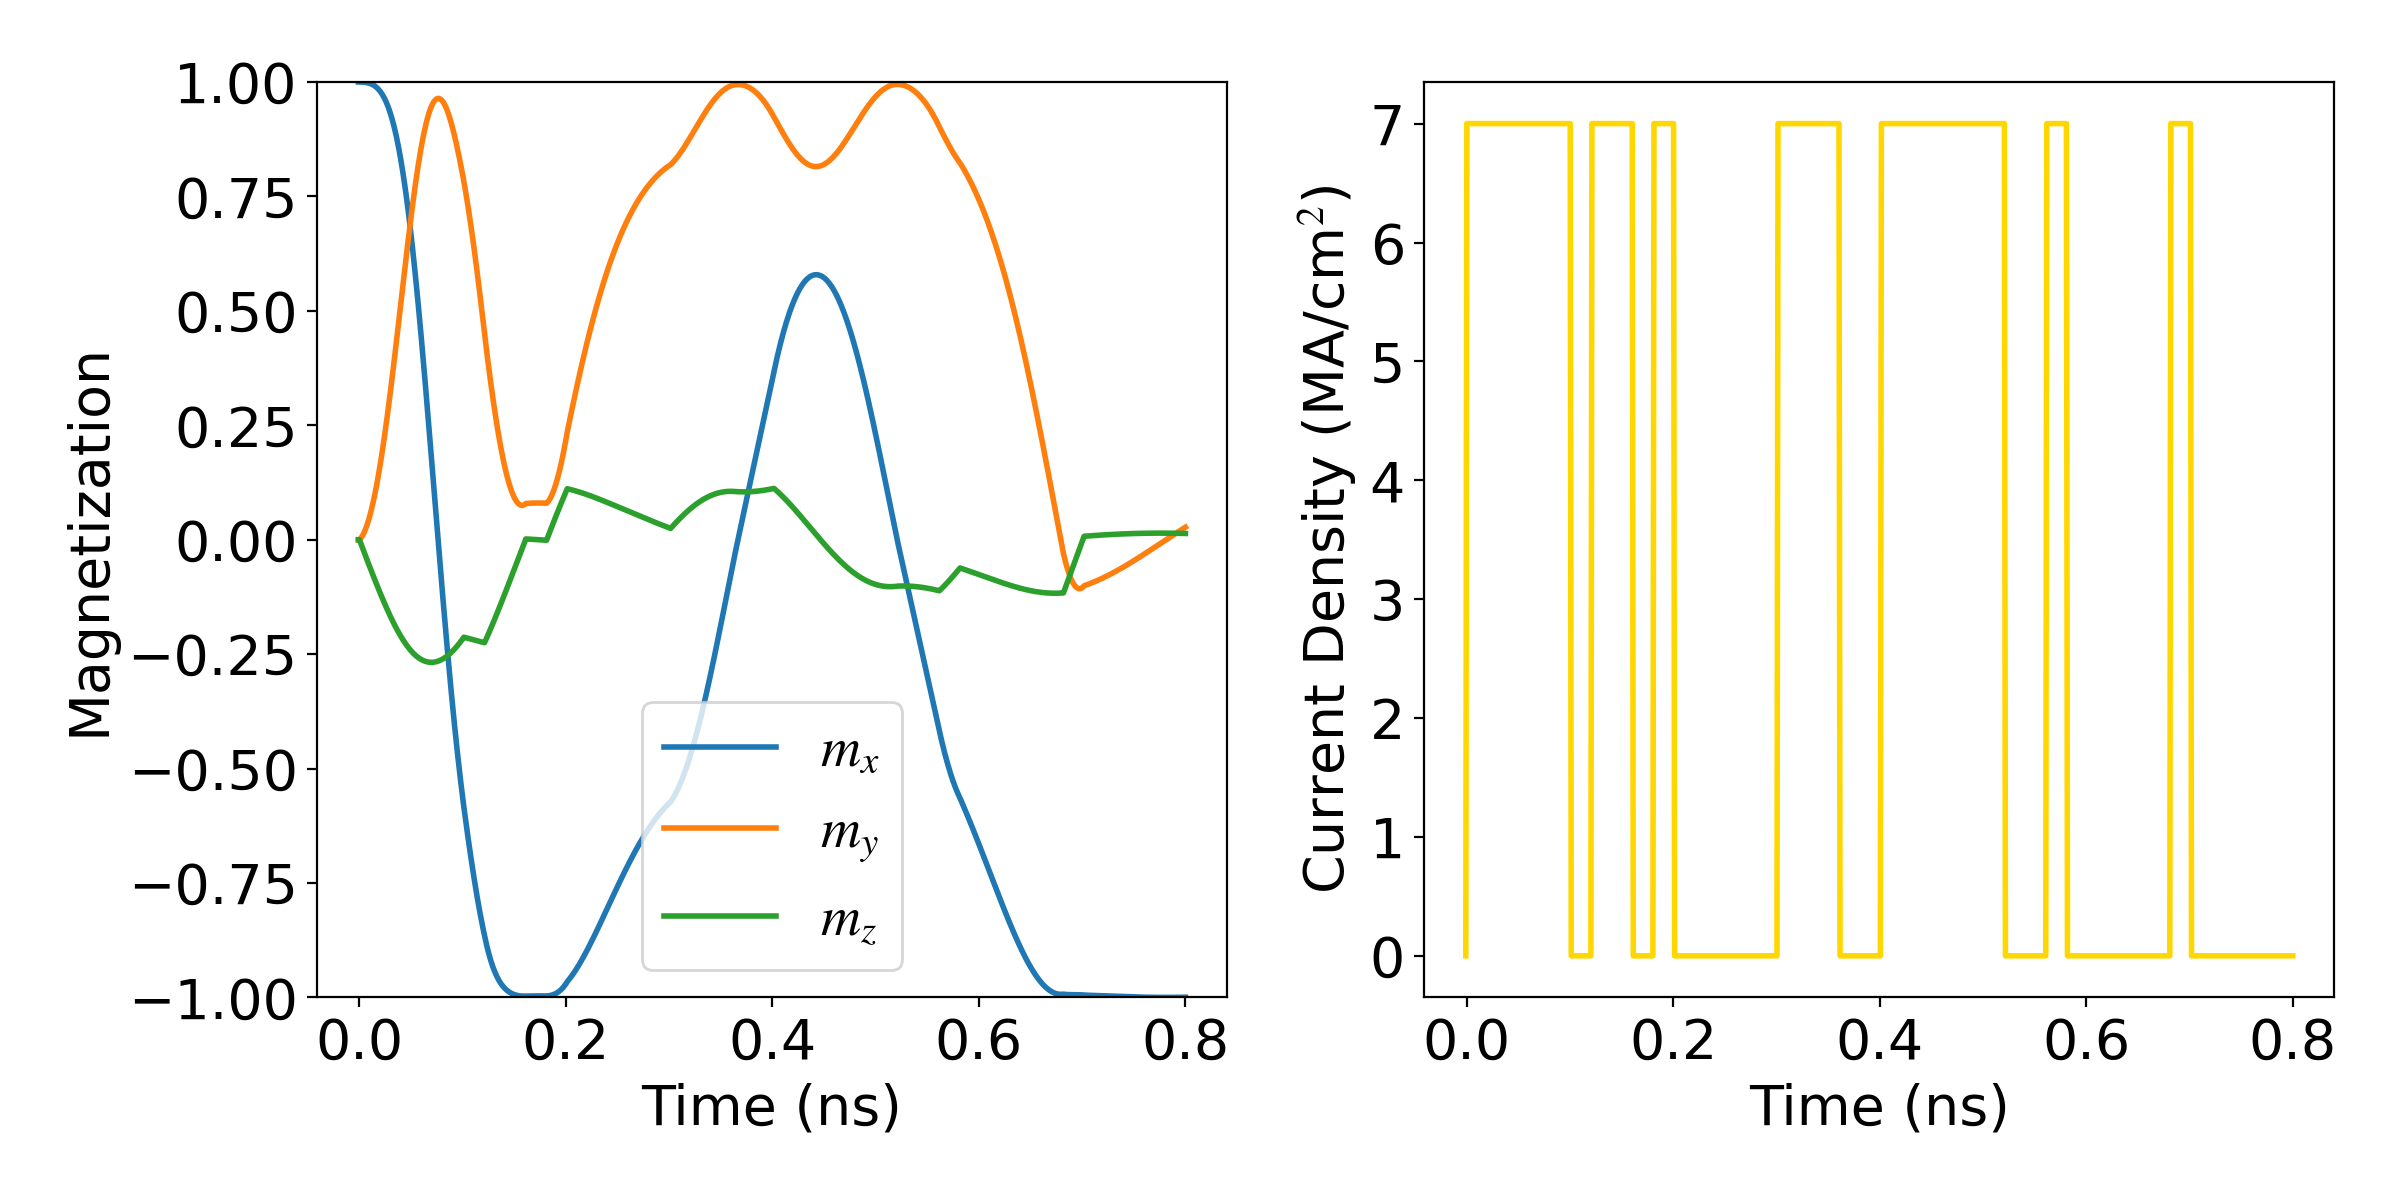 Magnetization
1.00
0.75
0.50
0.25
0.00
−0.25
−0.50
−0.75
−1.00
0.0 0.2 0.4 0.6 0.8
Time (ns)
m_x
m_y
m_z
Current Density (MA/cm²)
7
6
5
4
3
2
1
0
0.0 0.2 0.4 0.6 0.8
Time (ns)